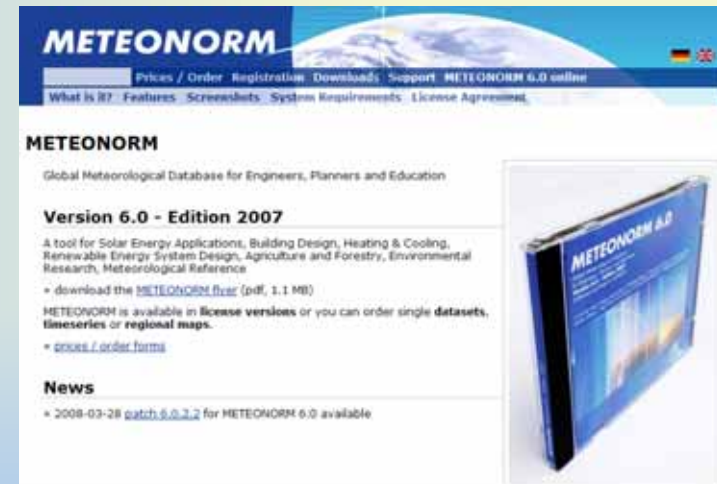 METEONORM
Prices / Order Registration Downloads Support METEONORM 6.0 online
What is it? Features Screenshots System Requirements License Agreement
METEONORM
Global Meteorological Database for Engineers, Planners and Education
Version 6.0 - Edition 2007
A tool for Solar Energy Applications, Building Design, Heating & Cooling,
Renewable Energy System Design, Agriculture and Forestry, Environmental
Research, Meteorological Reference
» download the METEONORM flyer (pdf, 1.1 MB)
METEONORM is available in license versions or you can order single datasets,
timeseries or regional maps.
» prices / order forms
News
» 2008-03-28 patch 6.0.2.2 for METEONORM 6.0 available
METEONORM 6.0